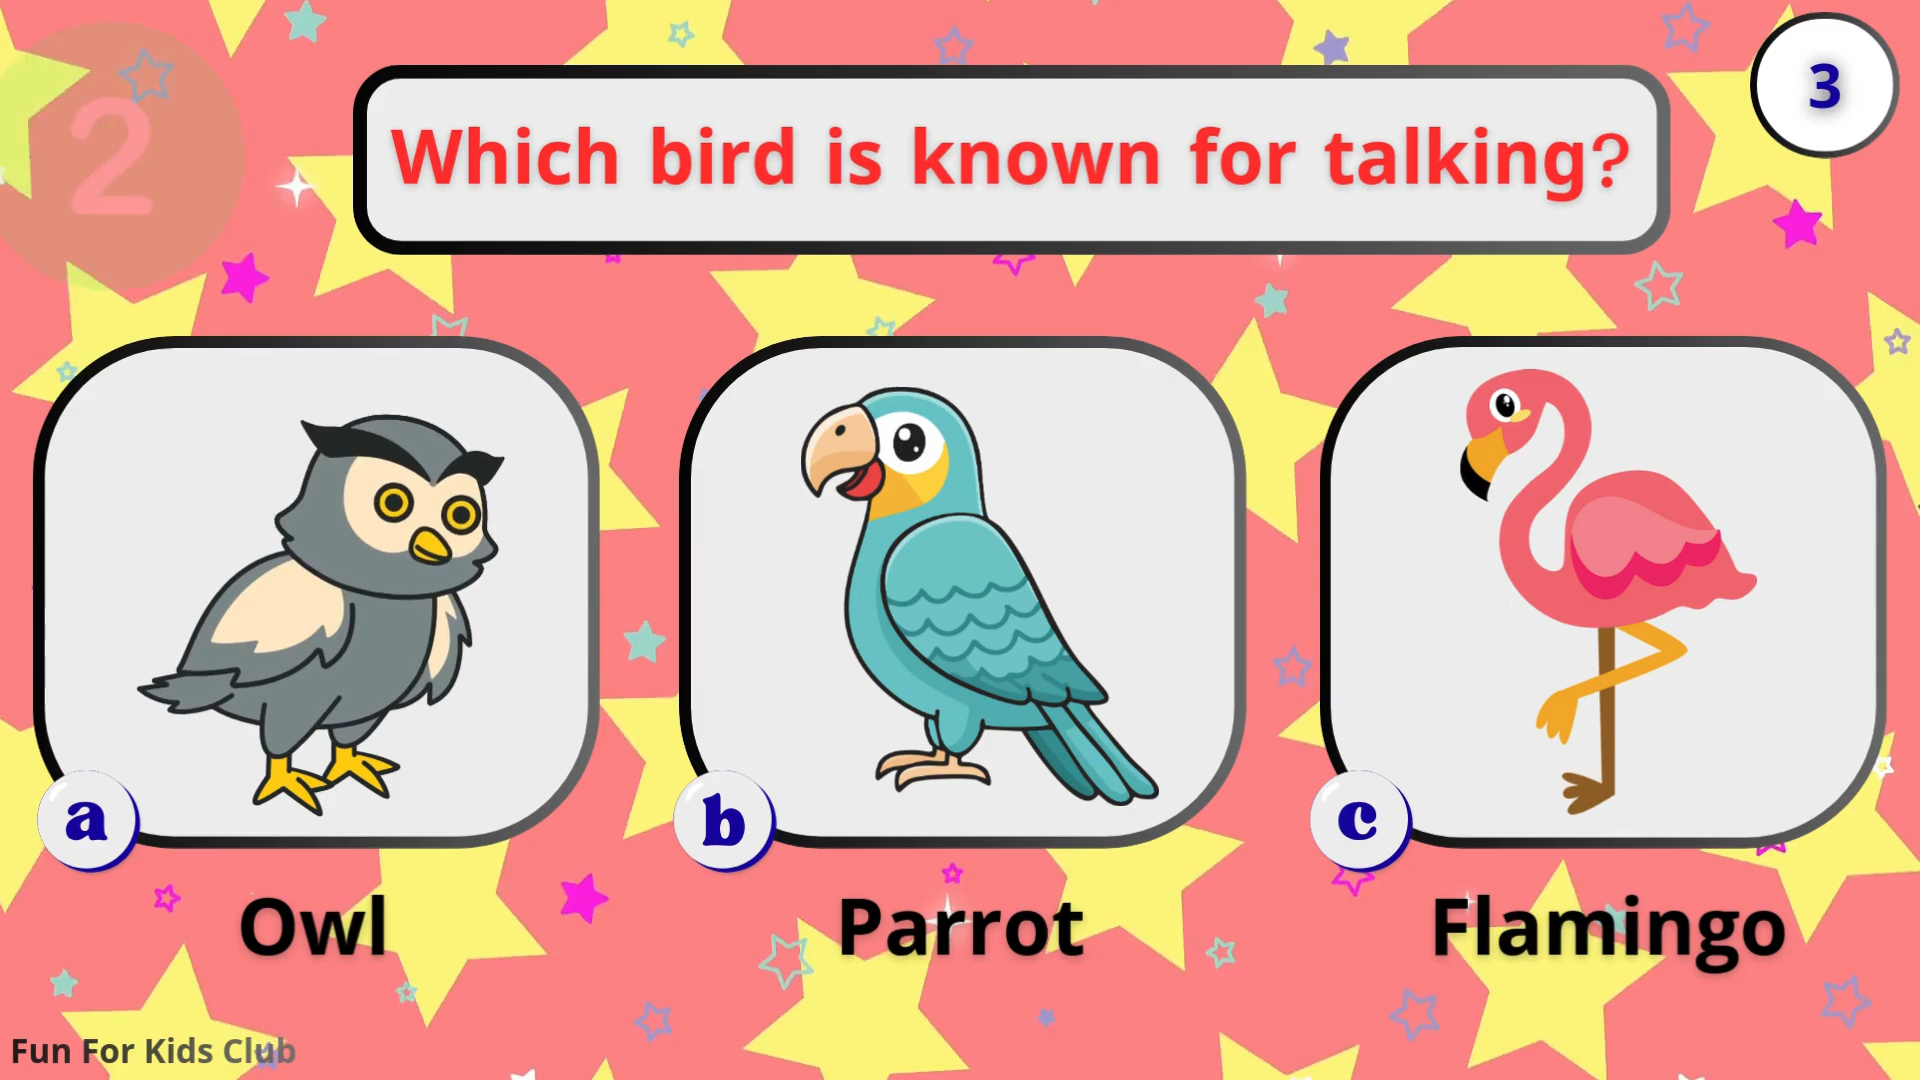 2
3
Which bird is known for talking?
a
b
c
Owl
Parrot
Flamingo
Fun For Kids Club